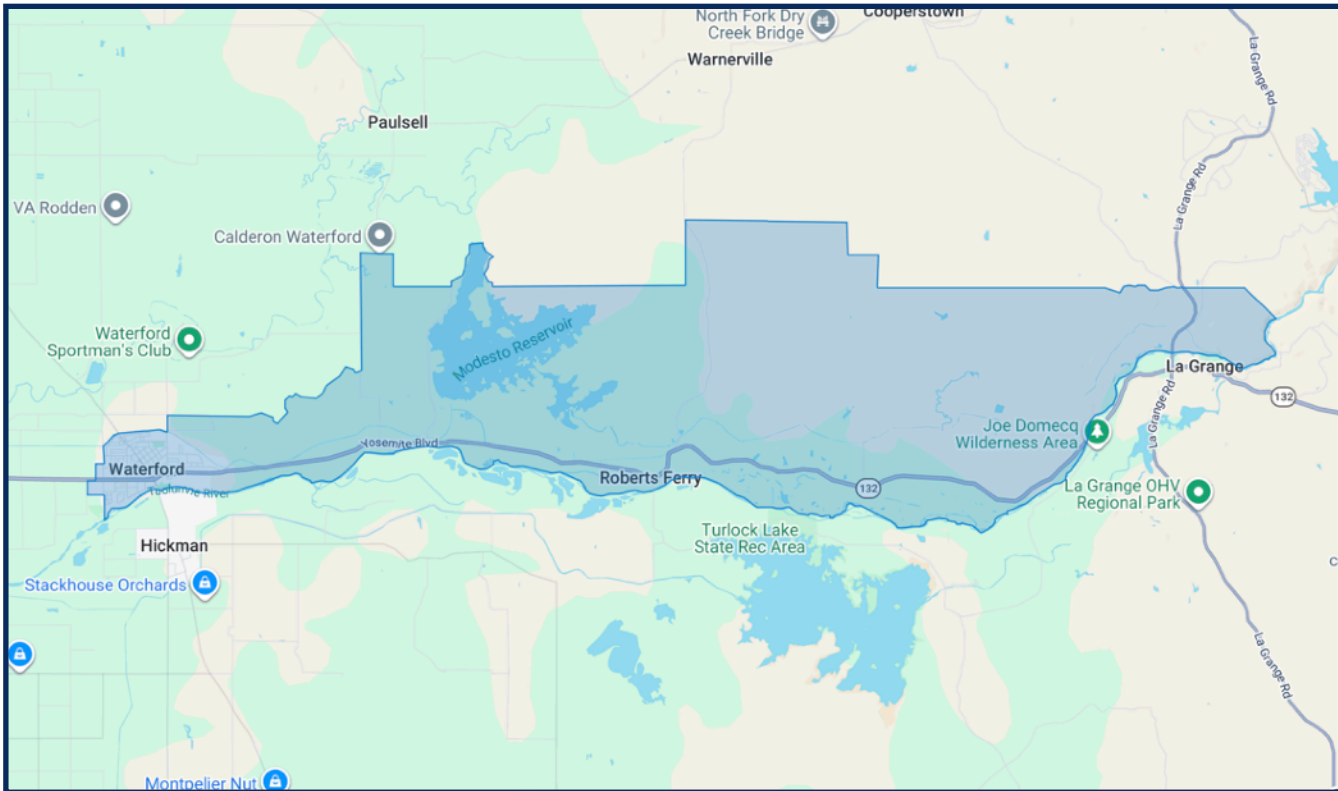 North Fork Dry
Creek Bridge
Cooperstown
Warnerville
La Grange Rd
Paulsell
VA Rodden
La Grange Rd
Calderon Waterford
Waterford
Sportman's Club
Modesto Reservoir
La Grange
132
La Grange Rd
Joe Domecq
Wilderness Area
Yosemite Blvd
Waterford
Roberts Ferry
132
Tuolumne River
La Grange OHV
Regional Park
Turlock Lake
State Rec Area
Hickman
Stackhouse Orchards
C
La Grange Rd
Montpelier Nut